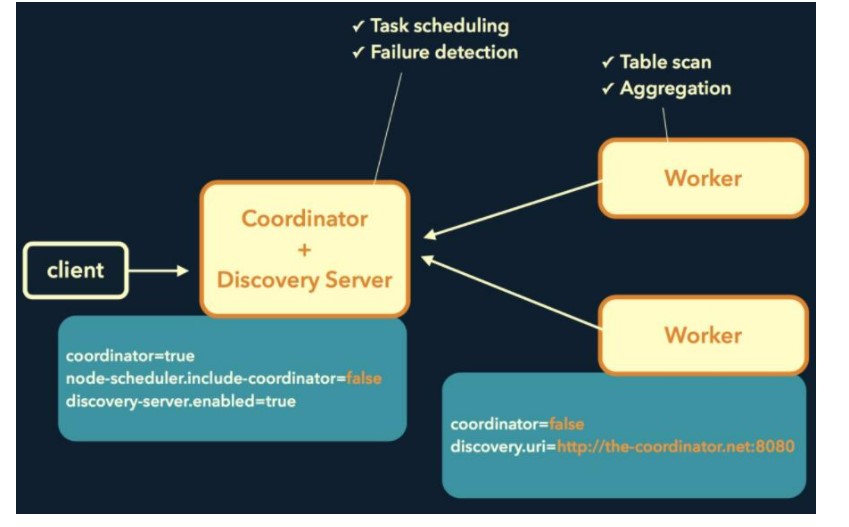 ✓ Task scheduling
✓ Failure detection
✓ Table scan
✓ Aggregation
Worker
Coordinator
+
Discovery Server
client
coordinator=true
node-scheduler.include-coordinator=false
discovery-server.enabled=true
Worker
coordinator=false
discovery.uri=http://the-coordinator.net:8080